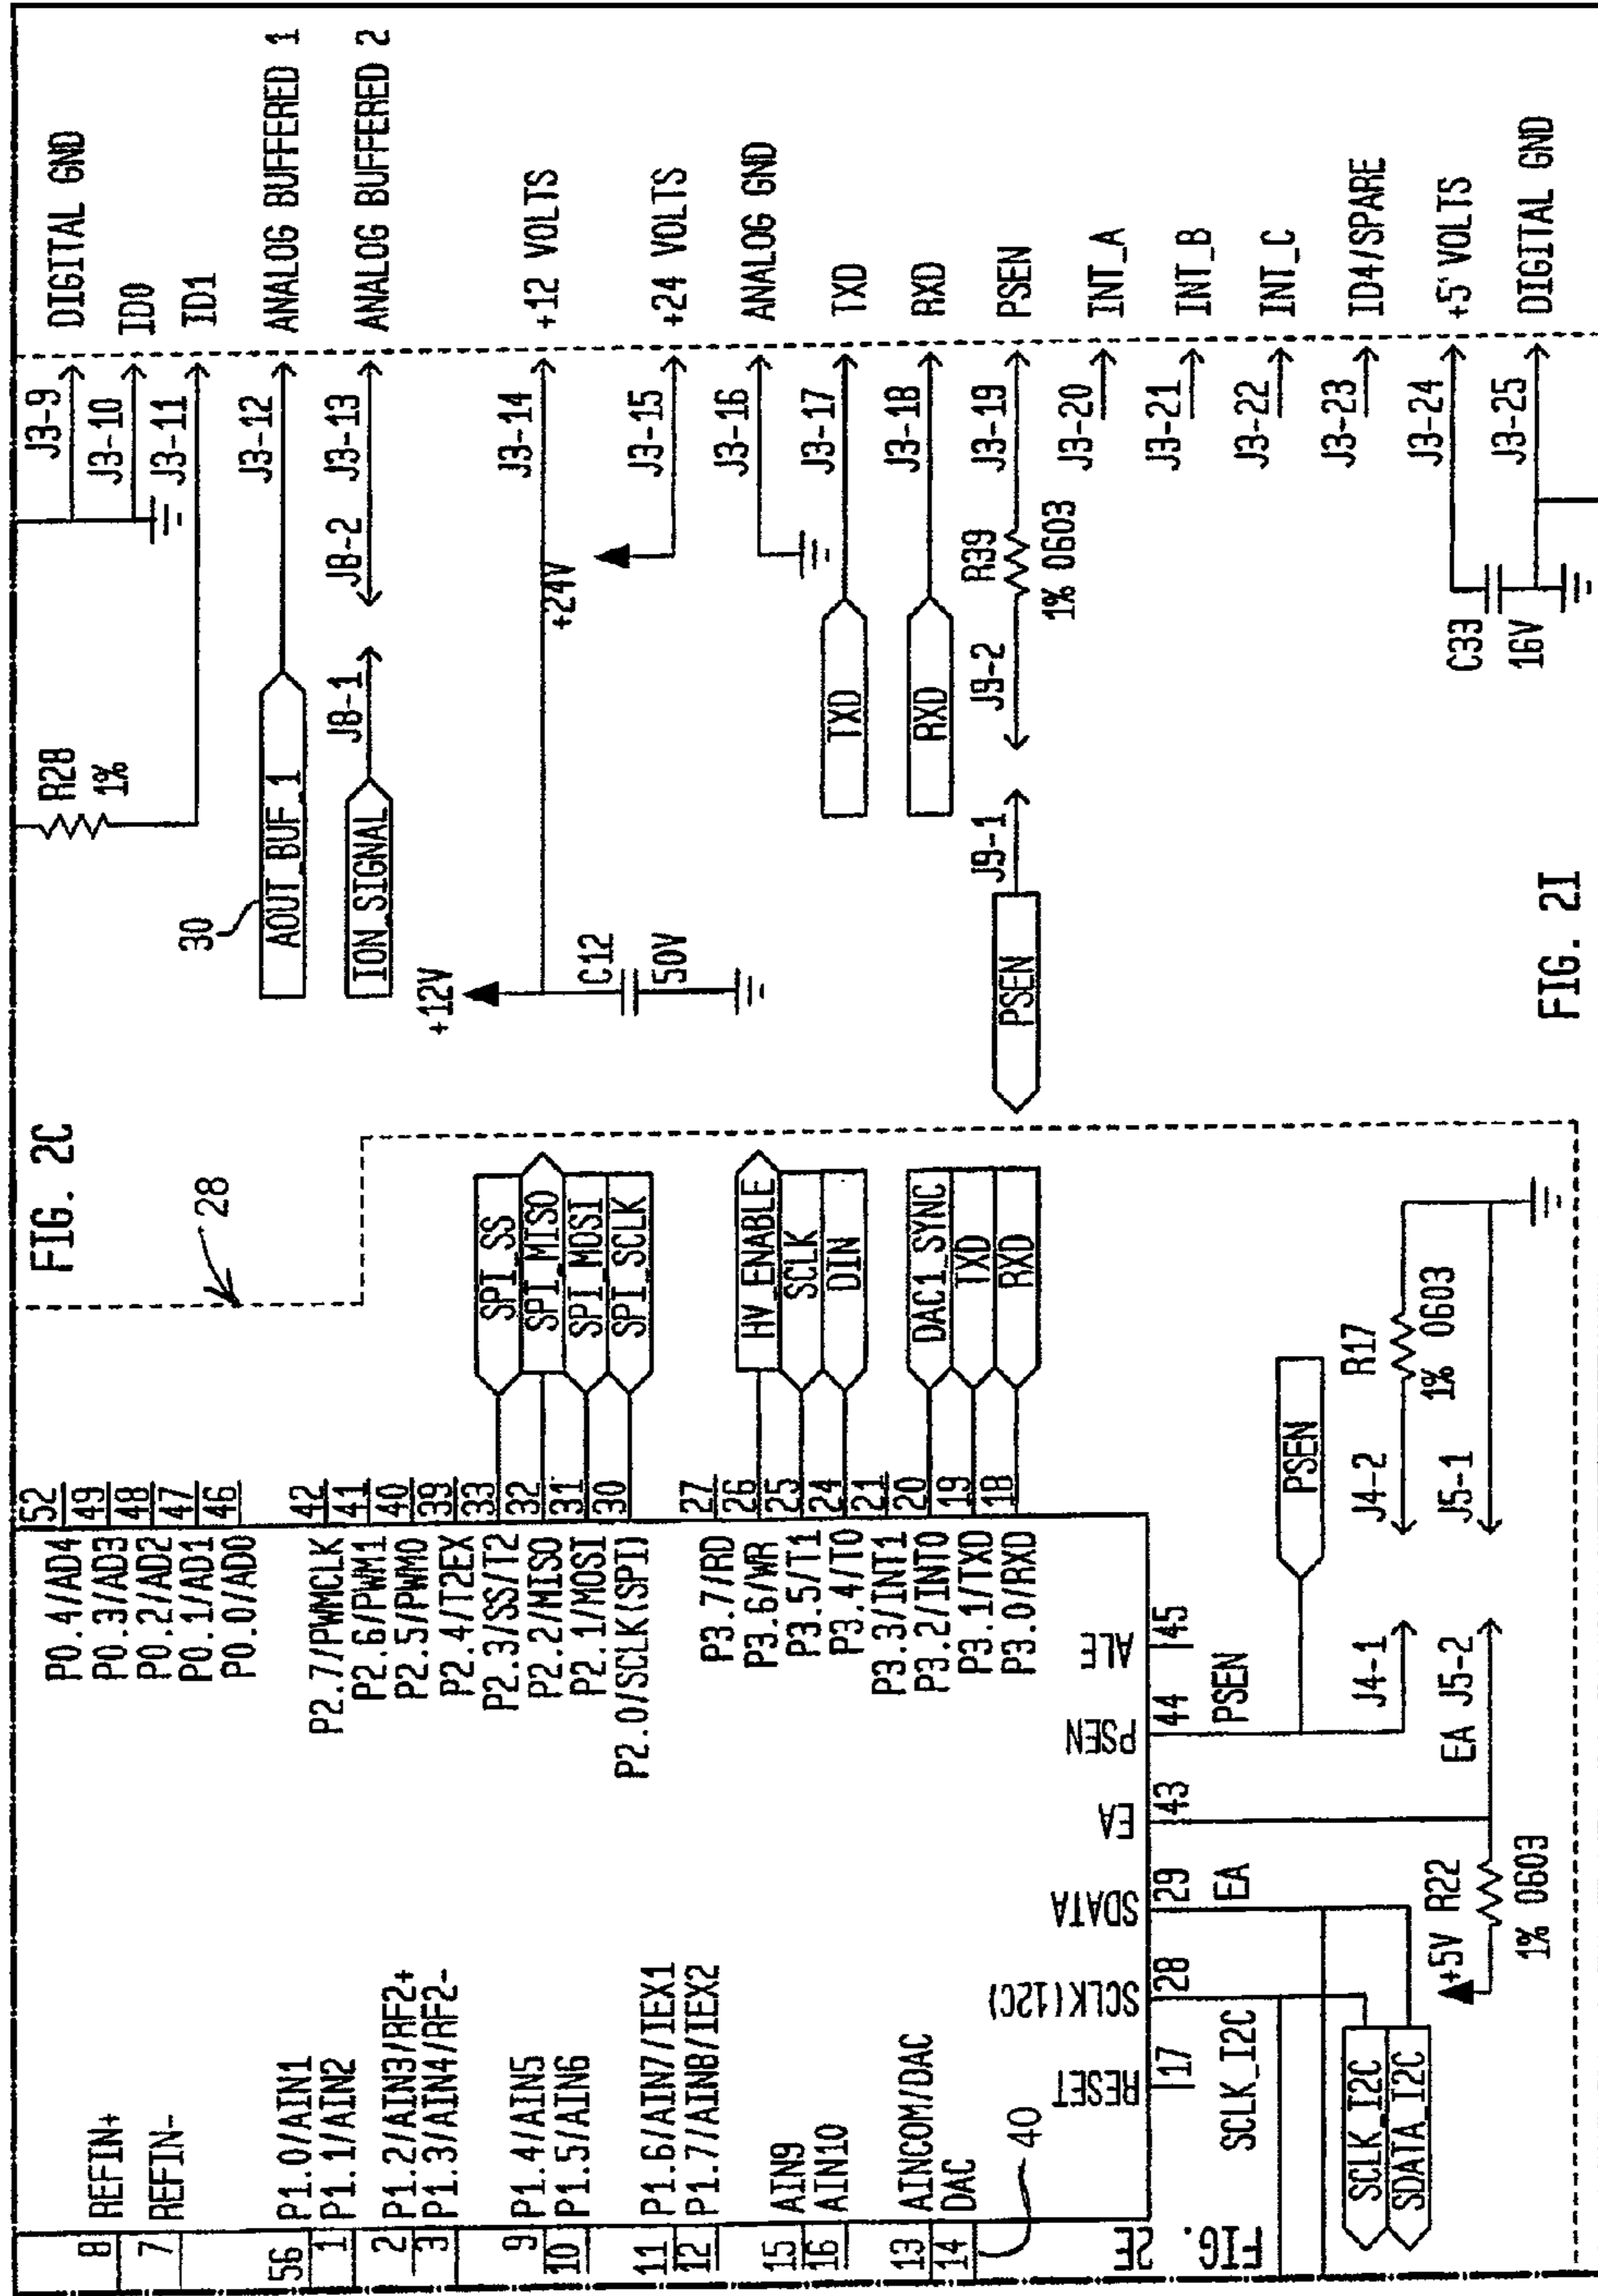 FIG. 2C
28
8
REFIN+
7
REFIN-
56
P1.0/AIN1
1
P1.1/AIN2
2
P1.2/AIN3/RF2+
3
P1.3/AIN4/RF2-
9
P1.4/AIN5
10
P1.5/AIN6
11
P1.6/AIN7/IEX1
12
P1.7/AIN8/IEX2
15
AIN9
16
AIN10
13
AINCOM/DAC
14
DAC
40
FIG.
2E
P0.4/AD4
52
P0.3/AD3
49
P0.2/AD2
48
P0.1/AD1
47
P0.0/AD0
46
P2.7/PWMCLK
42
P2.6/PWM1
41
P2.5/PWM0
40
P2.4/T2EX
39
P2.3/SS/T2
33
SPI_SS
P2.2/MISO
32
SPI_MISO
P2.1/MOSI
31
SPI_MOSI
P2.0/SCLK(SPI)
30
SPI_SCLK
P3.7/RD
27
P3.6/WR
26
HV_ENABLE
P3.5/T1
25
SCLK
P3.4/T0
24
DIN
P3.3/INT1
21
P3.2/INT0
20
DAC1_SYNC
P3.1/TXD
19
TXD
P3.0/RXD
18
RXD
RESET
17
SCLK(12C)
28
SCLK_I2C
SDATA
29
EA
EA
43
PSEN
44
PSEN
ALE
45
SCLK_I2C
SDATA_I2C
+5V R22
1% 0603
PSEN
J4-1
J4-2
R17
1% 0603
EA J5-2
J5-1
J3-9
DIGITAL GND
J3-10
ID0
R28
1%
J3-11
ID1
30
AOUT_BUF_1
J3-12
ANALOG BUFFERED 1
ION_SIGNAL
J8-1
J8-2
J3-13
ANALOG BUFFERED 2
+12V
C12
50V
J3-14
+12 VOLTS
+24V
J3-15
+24 VOLTS
J3-16
ANALOG GND
TXD
J3-17
TXD
RXD
J3-18
RXD
PSEN
J9-1
J9-2
R39
1% 0603
J3-19
PSEN
J3-20
INT_A
J3-21
INT_B
J3-22
INT_C
J3-23
ID4/SPARE
J3-24
+5 VOLTS
C33
16V
J3-25
DIGITAL GND
FIG. 2I